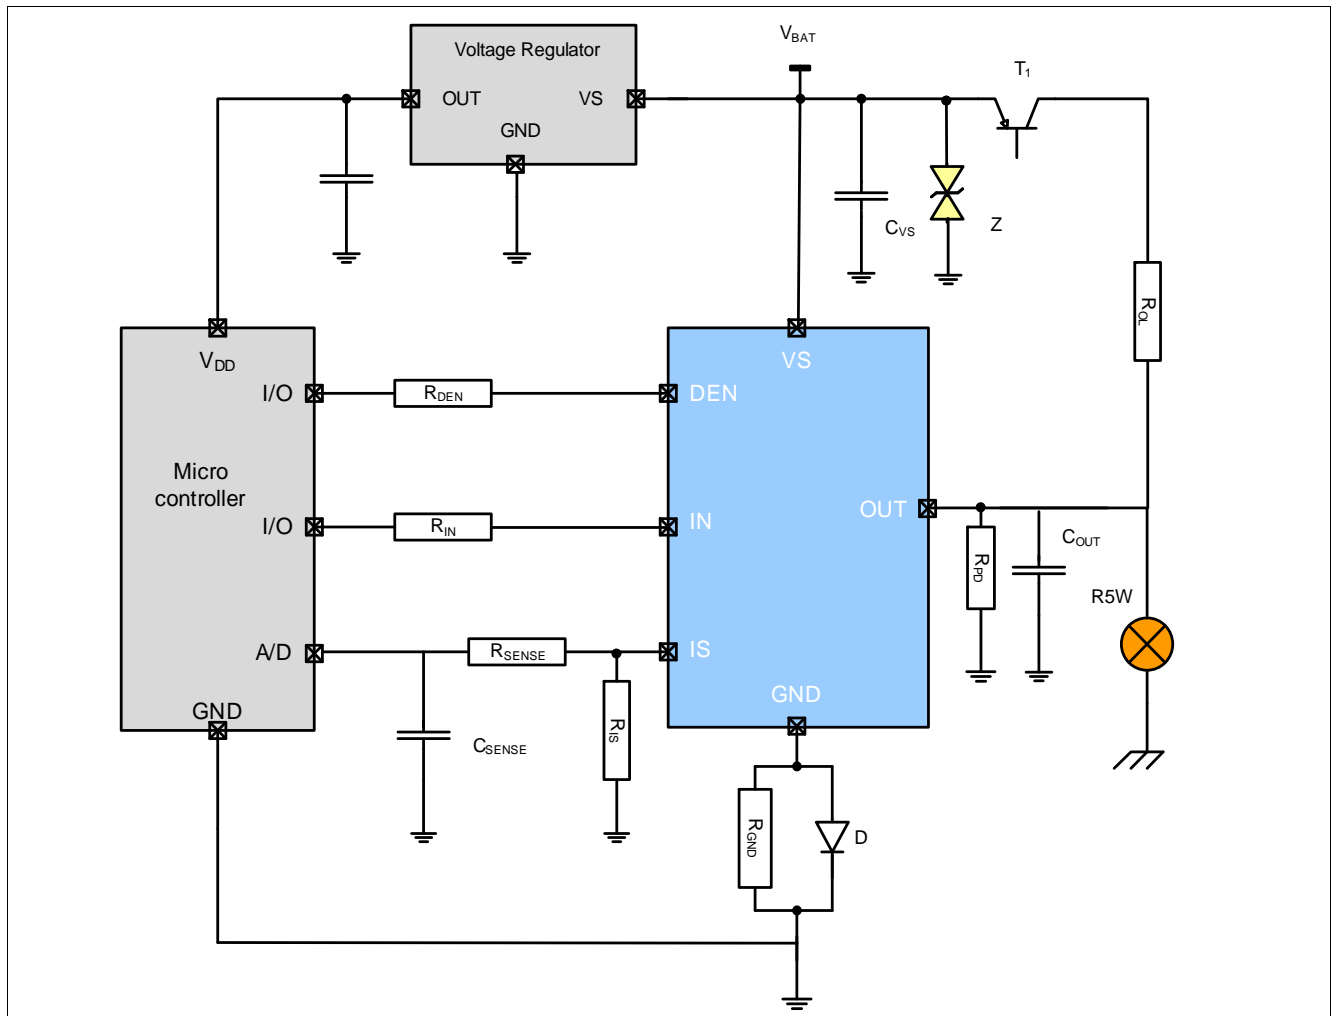 Voltage Regulator
OUT
VS
GND
VBAT
T1
CVS
Z
ROL
VDD
I/O
RDEN
DEN
VS
Micro
controller
I/O
RIN
IN
OUT
RPD
COUT
R5W
A/D
RSENSE
IS
GND
GND
CSENSE
RIS
RGND
D